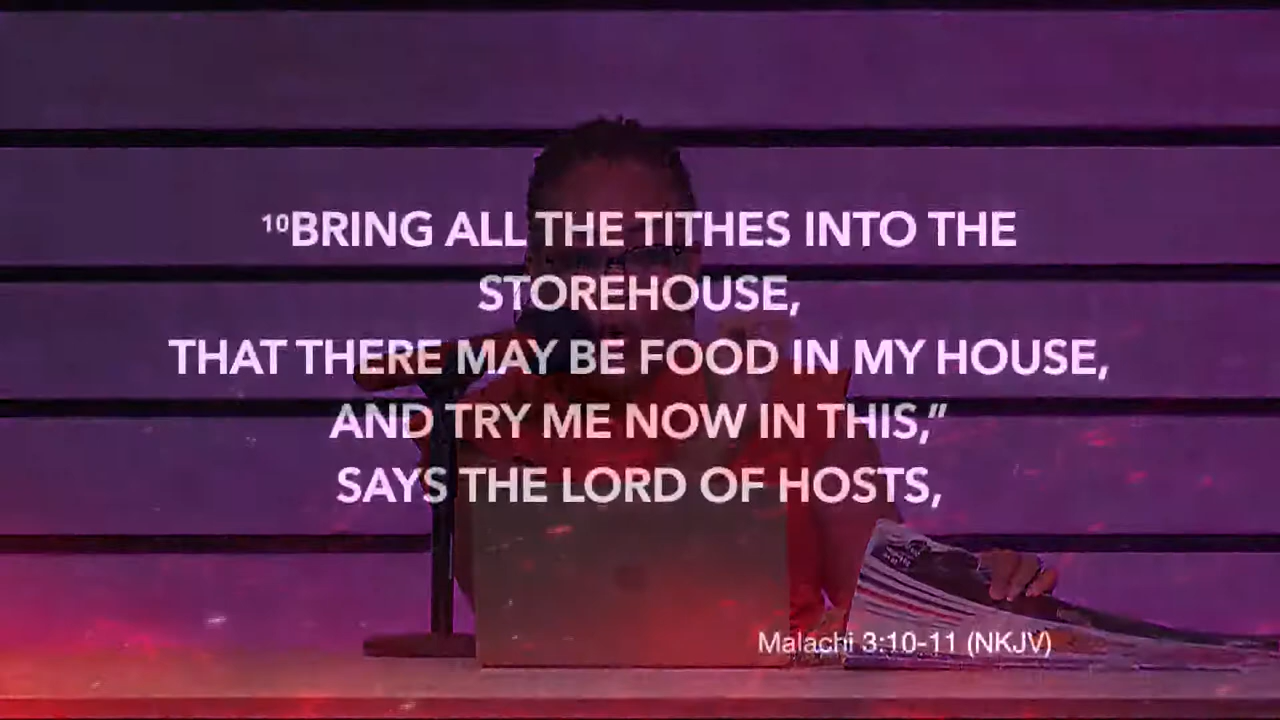 ¹⁰BRING ALL THE TITHES INTO THE
STOREHOUSE,
THAT THERE MAY BE FOOD IN MY HOUSE,
AND TRY ME NOW IN THIS,”
SAYS THE LORD OF HOSTS,
Malachi 3:10-11 (NKJV)